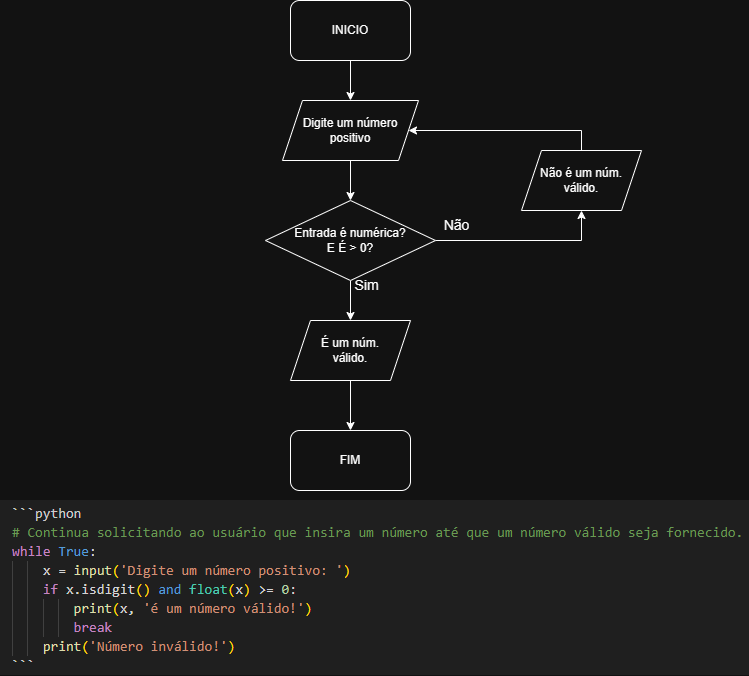 INICIO
Digite um número
positivo
Não é um núm.
válido.
Entrada é numérica?
E É > 0?
Não
Sim
É um núm.
válido.
FIM
```python
# Continua solicitando ao usuário que insira um número até que um número válido seja fornecido.
while True:
    x = input('Digite um número positivo: ')
    if x.isdigit() and float(x) >= 0:
        print(x, 'é um número válido!')
        break
    print('Número inválido!')
```